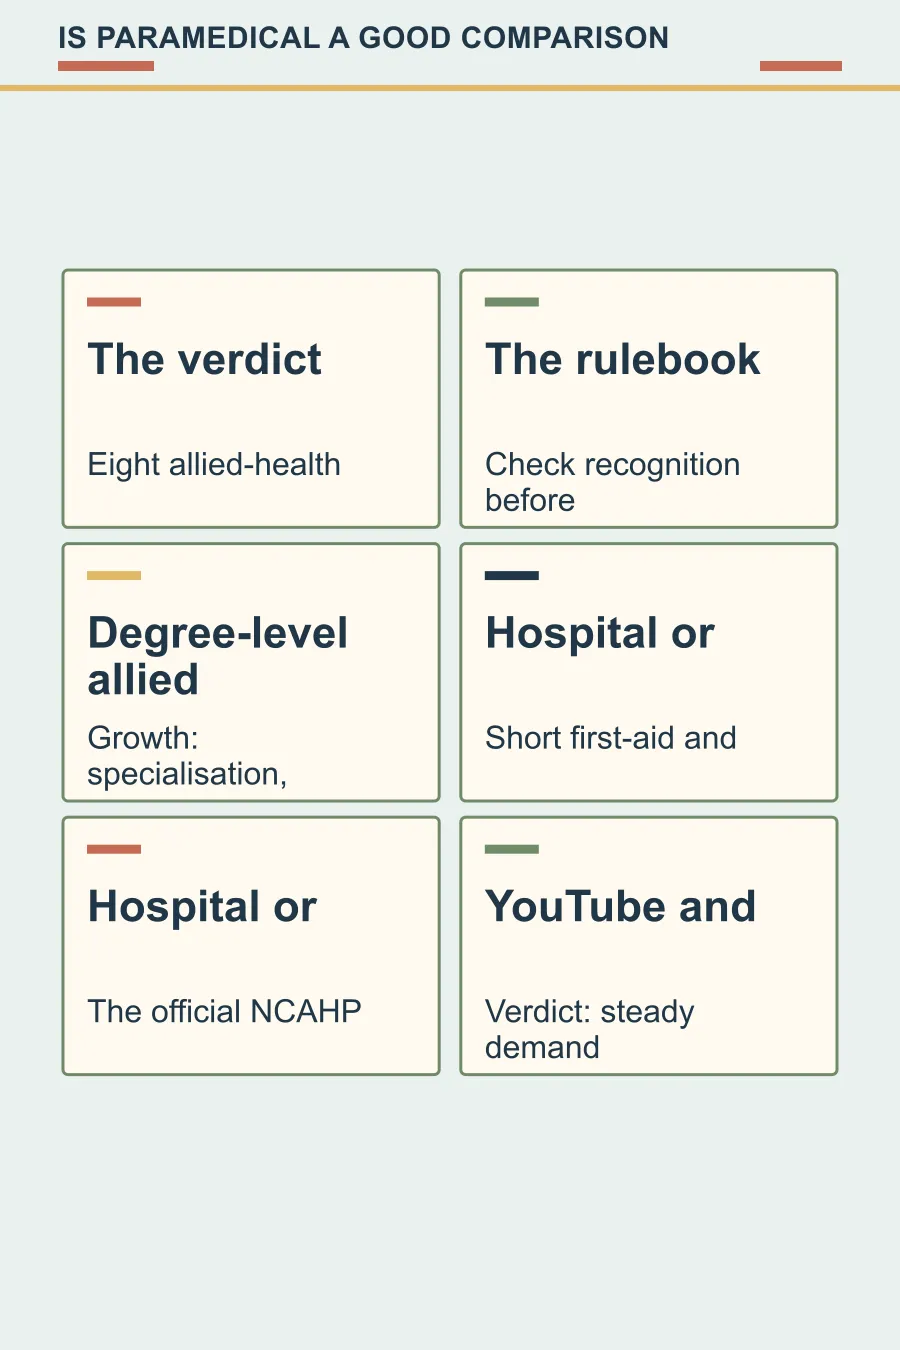 IS PARAMEDICAL A GOOD COMPARISON
The verdict
Eight allied-health
The rulebook
Check recognition
before
Degree-level
allied
Growth:
specialisation,
Hospital or
Short first-aid and
Hospital or
The official NCAHP
YouTube and
Verdict: steady
demand